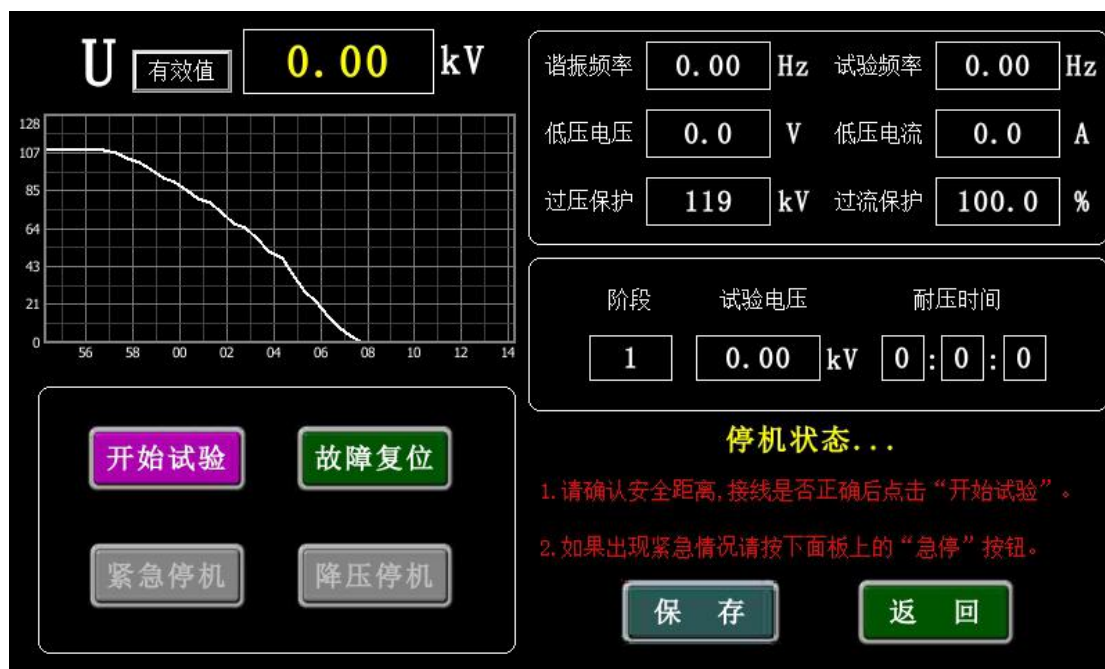 U 有效值 0.00 kV
128
107
85
64
43
21
0
56 58 00 02 04 06 08 10 12 14
谐振频率 0.00 Hz 试验频率 0.00 Hz
低压电压 0.0 V 低压电流 0.0 A
过压保护 119 kV 过流保护 100.0 %
阶段 试验电压 耐压时间
1 0.00 kV 0 : 0 : 0
开始试验 故障复位
紧急停机 降压停机
停机状态...
1.请确认安全距离,接线是否正确后点击“开始试验”。
2.如果出现紧急情况请按下面板上的“急停”按钮。
保 存 返 回